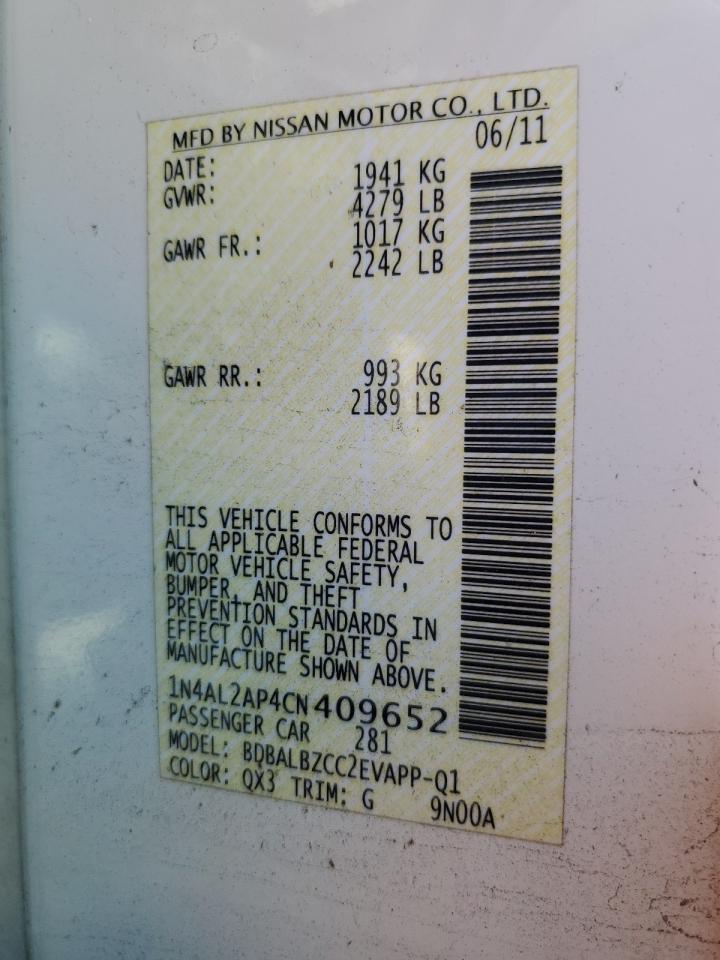 MFD BY NISSAN MOTOR CO., LTD.
DATE: 06/11
GVWR: 1941 KG
4279 LB
GAWR FR.: 1017 KG
2242 LB
GAWR RR.: 993 KG
2189 LB
THIS VEHICLE CONFORMS TO
ALL APPLICABLE FEDERAL
MOTOR VEHICLE SAFETY,
BUMPER, AND THEFT
PREVENTION STANDARDS IN
EFFECT ON THE DATE OF
MANUFACTURE SHOWN ABOVE.
1N4AL2AP4CN409652
PASSENGER CAR 281
MODEL: BDBALBZCC2EVAPP-Q1
COLOR: QX3 TRIM: G 9N00A